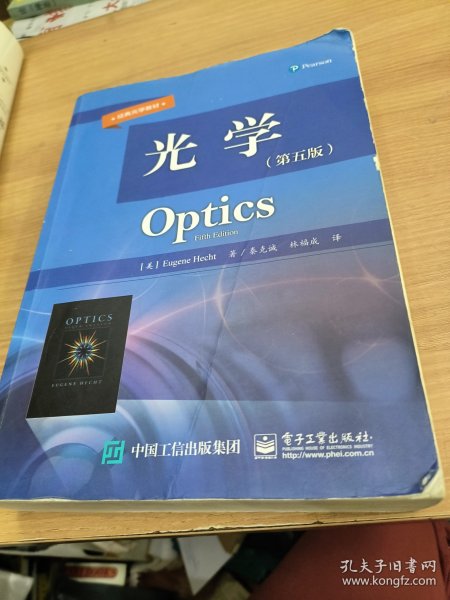 Pearson
经典光学教材
光学
(第五版)
Optics
Fifth Edition
[美] Eugene Hecht 著/秦克诚 林福成 译
OPTICS
EUGENE HECHT
中国工信出版集团
電子工業出版社
PUBLISHING HOUSE OF ELECTRONICS INDUSTRY
http://www.phei.com.cn
孔夫子旧书网
www.kongfz.com